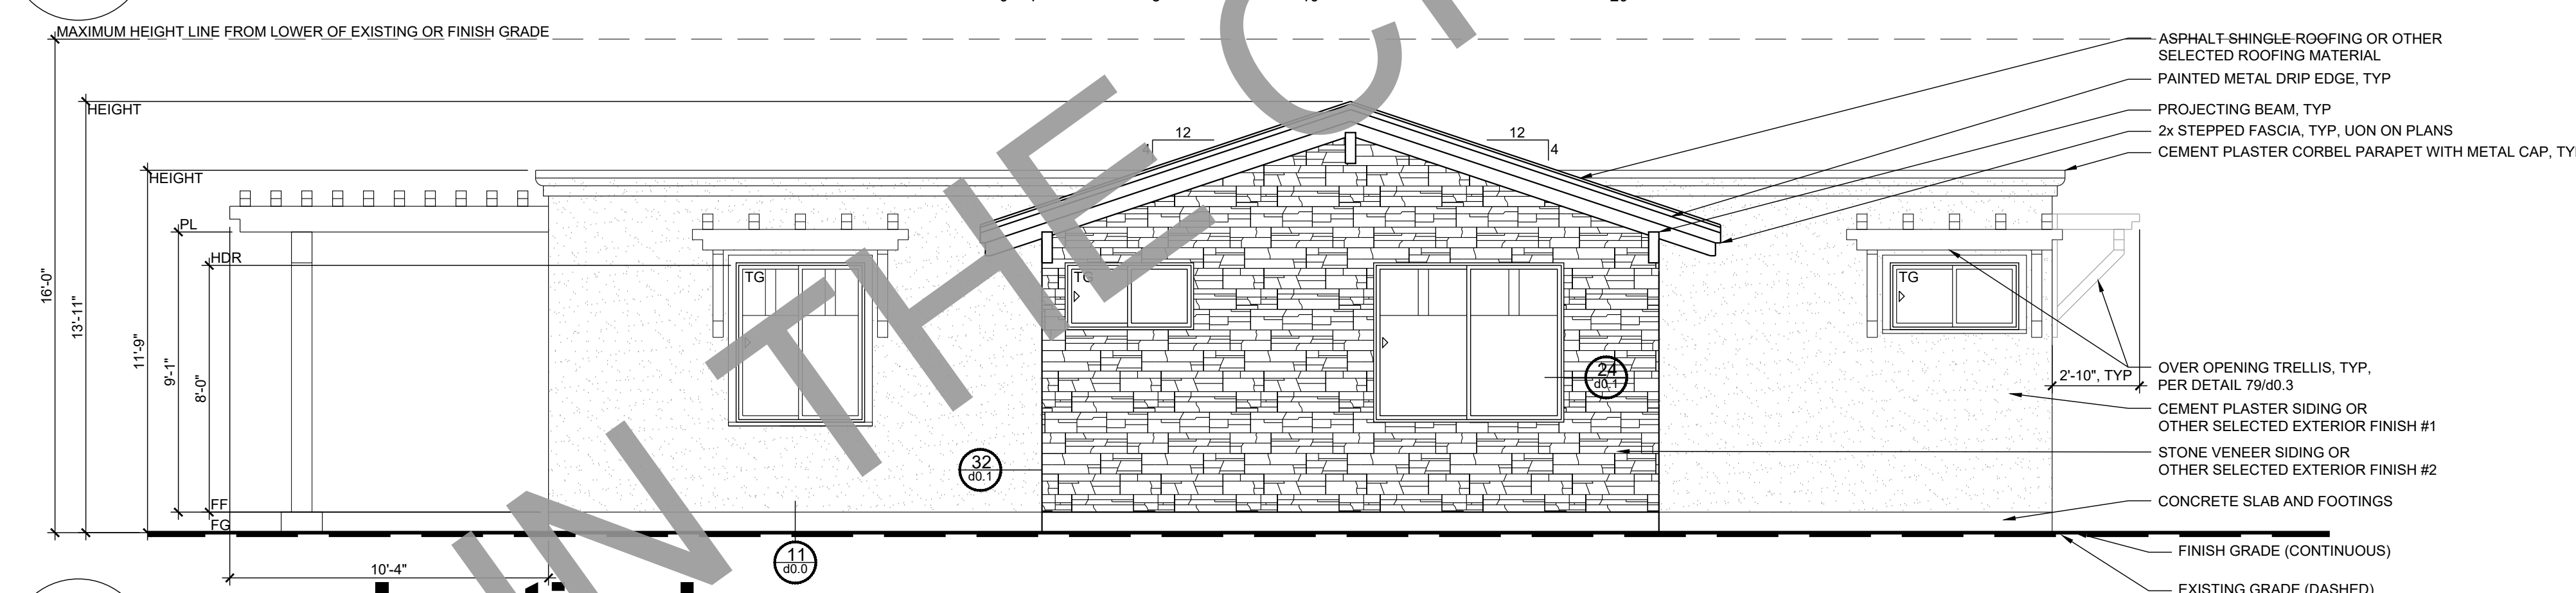 MAXIMUM HEIGHT LINE FROM LOWER OF EXISTING OR FINISH GRADE
ASPHALT SHINGLE ROOFING OR OTHER
SELECTED ROOFING MATERIAL
PAINTED METAL DRIP EDGE, TYP
HEIGHT
PROJECTING BEAM, TYP
12
12
2x STEPPED FASCIA, TYP, UON ON PLANS
4
4
CEMENT PLASTER CORBEL PARAPET WITH METAL CAP,
HEIGHT
PL
HDR
TG
TG
TG
16'-0"
13'-11"
11'-9"
9'-1"
8'-0"
24
d0.1
OVER OPENING TRELLIS, TYP,
PER DETAIL 79/d0.3
2'-10", TYP
CEMENT PLASTER SIDING OR
OTHER SELECTED EXTERIOR FINISH #1
STONE VENEER SIDING OR
OTHER SELECTED EXTERIOR FINISH #2
32
d0.1
CONCRETE SLAB AND FOOTINGS
FF
FG
11
d0.0
FINISH GRADE (CONTINUOUS)
10'-4"
EXISTING GRADE (DASHED)
IN THE